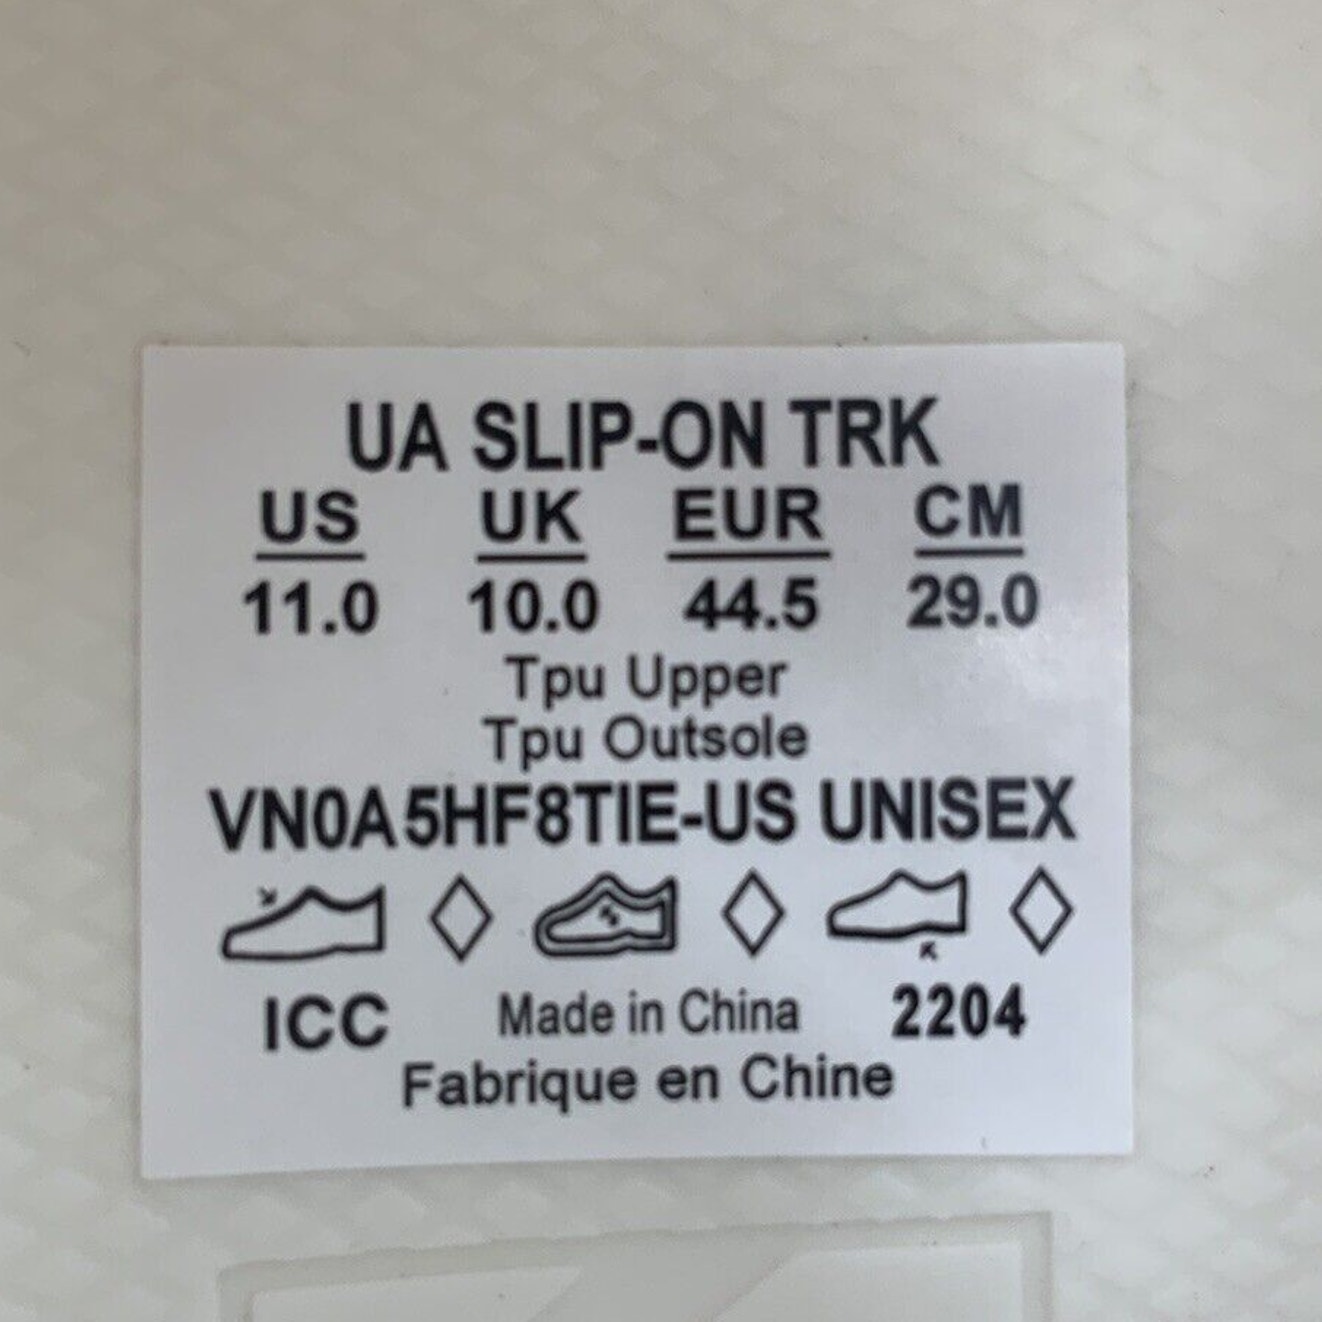 UA SLIP-ON TRK
US UK EUR CM
11.0 10.0 44.5 29.0
Tpu Upper
Tpu Outsole
VN0A5HF8TIE-US UNISEX
ICC Made in China 2204
Fabrique en Chine